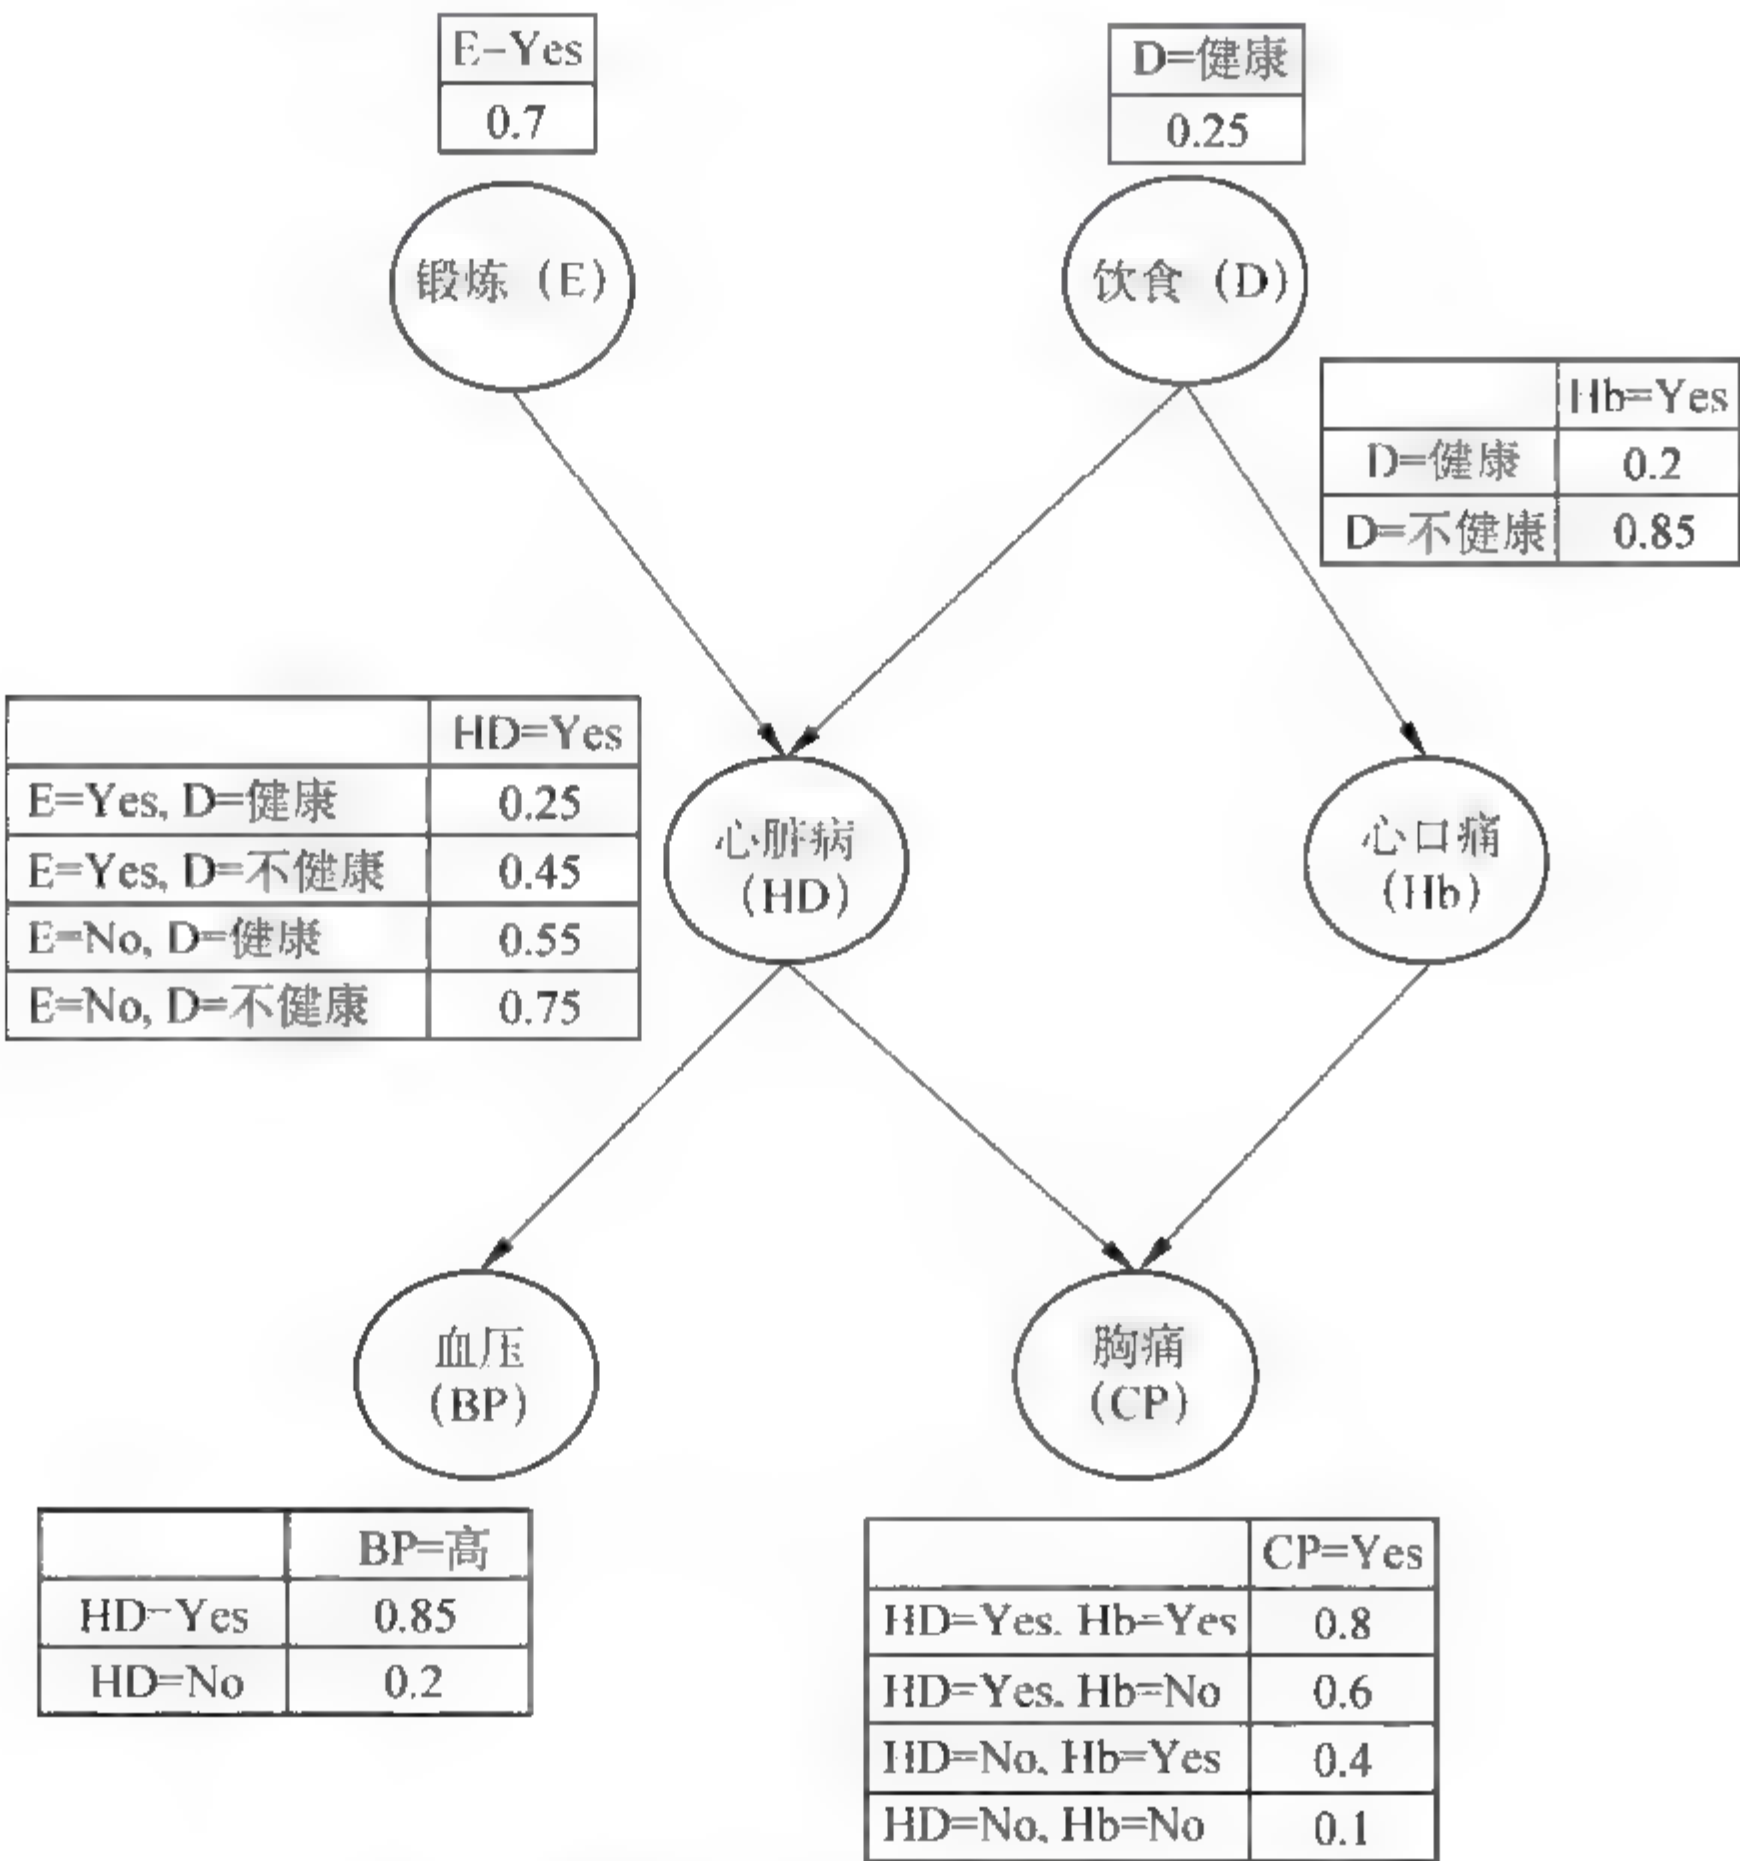 E=Yes
0.7
D=健康
0.25
锻炼（E）
饮食（D）
Hb=Yes
D=健康 0.2
D=不健康 0.85
HD=Yes
E=Yes, D=健康 0.25
E=Yes, D=不健康 0.45
E=No, D=健康 0.55
E=No, D=不健康 0.75
心脏病
(HD)
心口痛
(Hb)
血压
(BP)
胸痛
(CP)
BP=高
HD=Yes 0.85
HD=No 0.2
CP=Yes
HD=Yes, Hb=Yes 0.8
HD=Yes, Hb=No 0.6
HD=No, Hb=Yes 0.4
HD=No, Hb=No 0.1